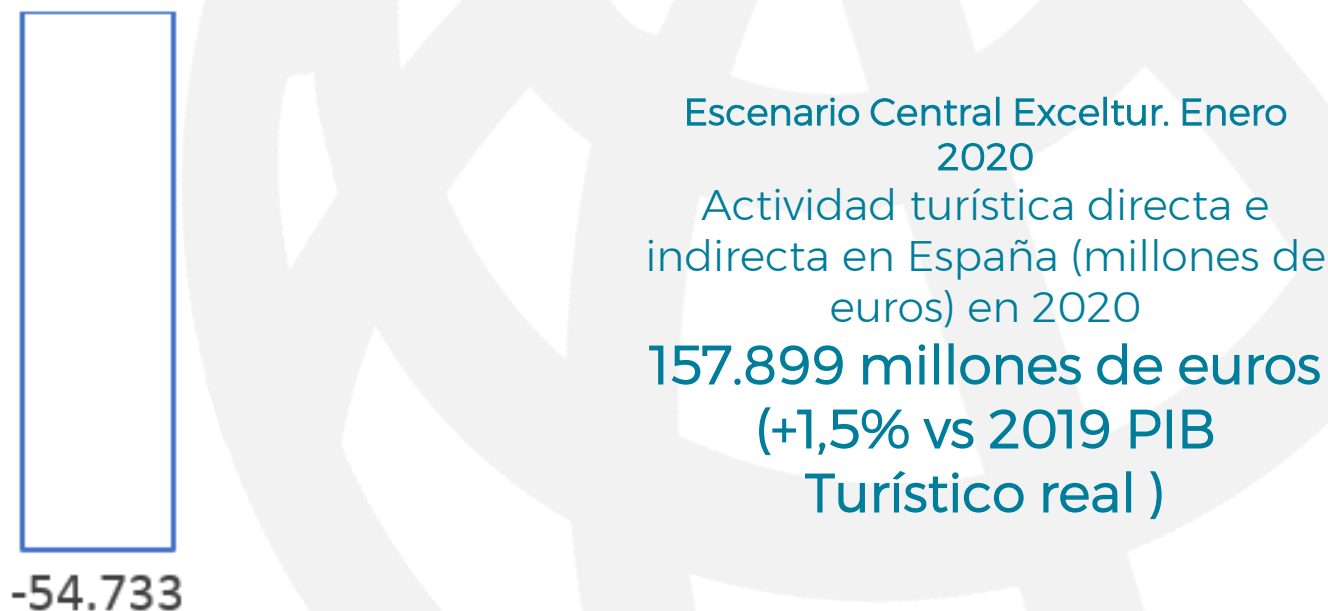 Escenario Central Exceltur. Enero
2020
Actividad turística directa e
indirecta en España (millones de
euros) en 2020
157.899 millones de euros
(+1,5% vs 2019 PIB
Turístico real )
-54.733